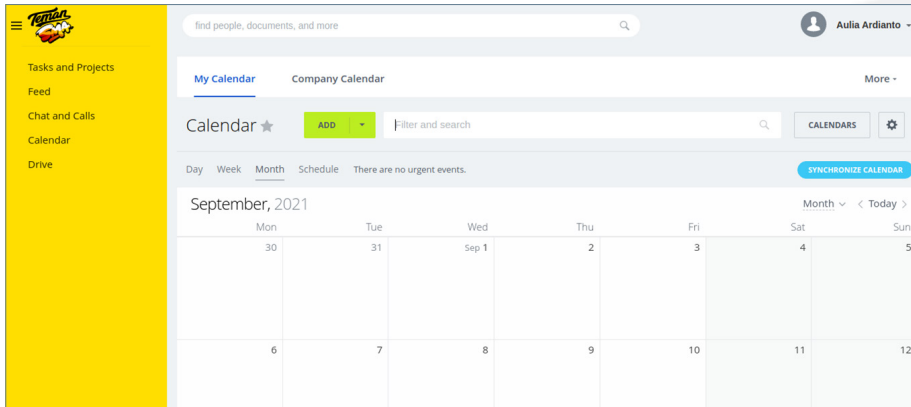 Teman
find people, documents, and more
Aulia Ardianto
Tasks and Projects
Feed
Chat and Calls
Calendar
Drive
My Calendar
Company Calendar
More
Calendar
ADD
Filter and search
CALENDARS
Day Week Month Schedule There are no urgent events.
SYNCHRONIZE CALENDAR
September, 2021
Month
< Today >
Mon Tue Wed Thu Fri Sat Sun
30 31 Sep 1 2 3 4 5
6 7 8 9 10 11 12